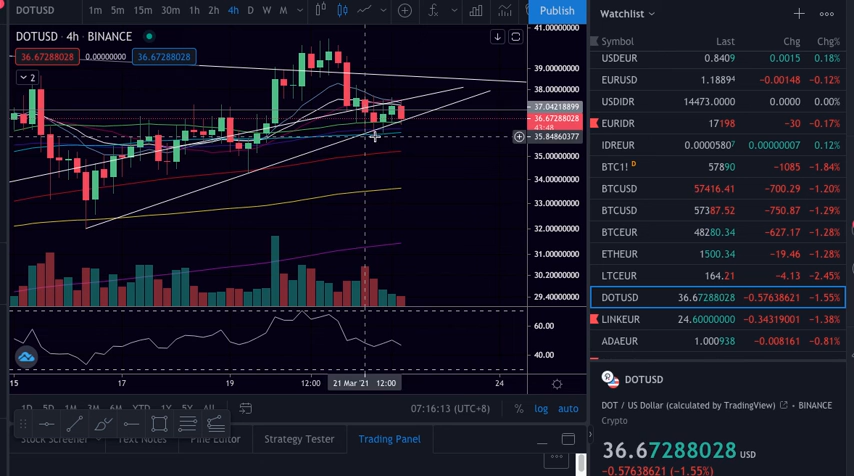 DOTUSD 1m 5m 15m 30m 1h 2h 4h D W M Publish
DOTUSD · 4h · BINANCE
36.67288028 0.00000000 36.67288028
2
41.00000000
40.00000000
38.00000000
37.04218899
36.67288028
43:48
35.84860377
35.00000000
33.00000000
32.00000000
31.00000000
30.20000000
29.40000000
60.00
40.00
15 17 19 12:00 21 Mar '21 12:00 24
1D 5D 1M 3M 6M YTD 1Y 5Y All 07:16:13 (UTC+8) % log auto
Stock Screener Text Notes Pine Editor Strategy Tester Trading Panel
Watchlist
Symbol Last Chg Chg%
USDEUR 0.8409 0.0015 0.18%
EURUSD 1.18894 −0.00148 −0.12%
USDIDR 14473.0000 0.0000 0.00%
EURIDR 17198 −30 −0.17%
IDREUR 0.00005807 0.00000007 0.12%
BTC1! D 57890 −1085 −1.84%
BTCUSD 57416.41 −700.29 −1.20%
BTCUSD 57387.52 −750.87 −1.29%
BTCEUR 48280.34 −627.17 −1.28%
ETHEUR 1500.34 −19.46 −1.28%
LTCEUR 164.21 −4.13 −2.45%
DOTUSD 36.67288028 −0.57638621 −1.55%
LINKEUR 24.60000000 −0.34319001 −1.38%
ADAEUR 1.000938 −0.008161 −0.81%
DOTUSD
DOT / US Dollar (calculated by TradingView) • BINANCE
Crypto
36.67288028 USD
−0.57638621 (−1.55%)